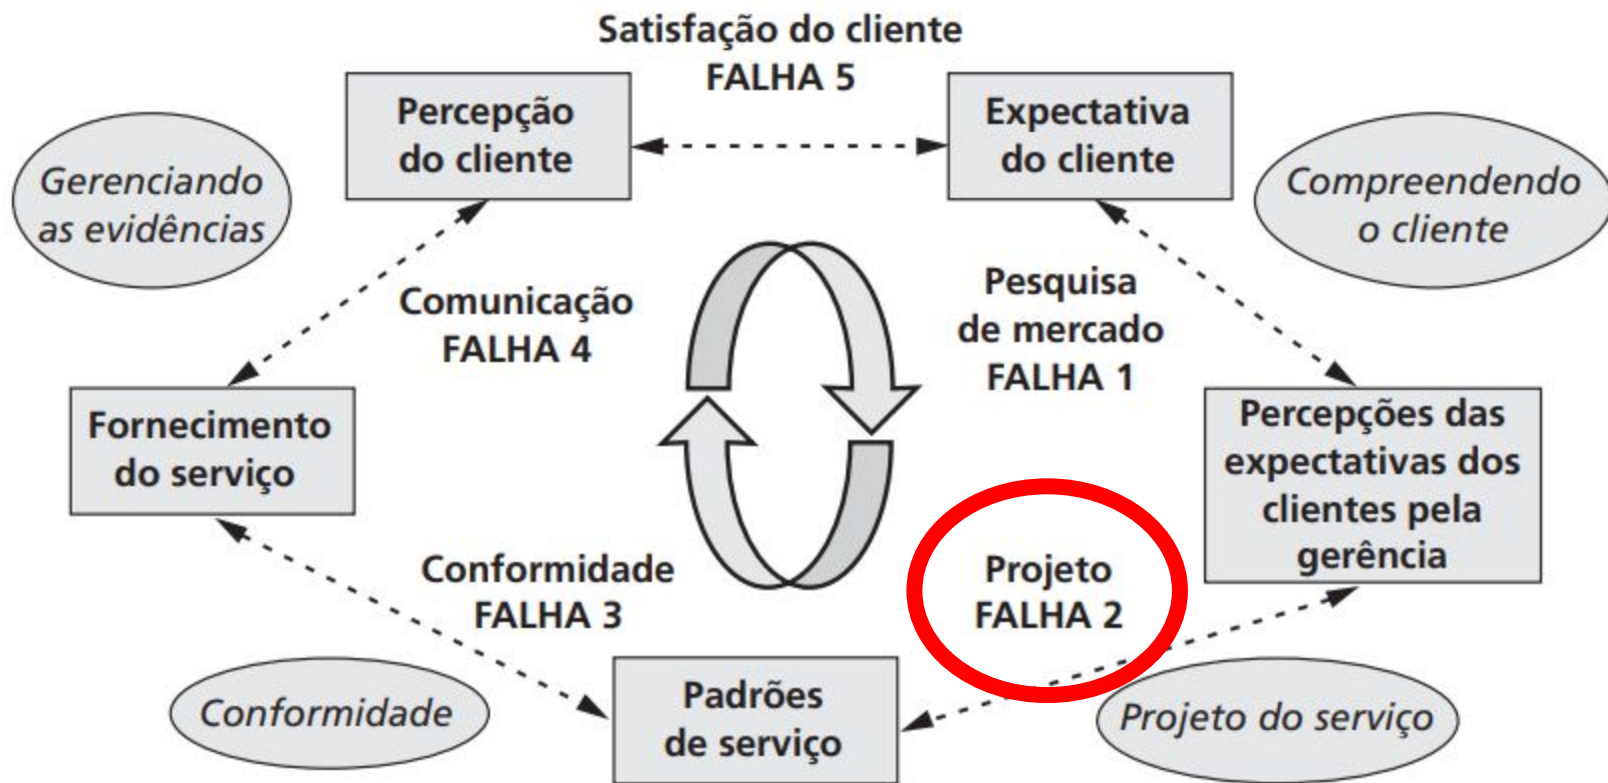 Satisfação do cliente
FALHA 5
Percepção
do cliente
Expectativa
do cliente
Gerenciando
as evidências
Compreendendo
o cliente
Comunicação
FALHA 4
Pesquisa
de mercado
FALHA 1
Fornecimento
do serviço
Percepções das
expectativas dos
clientes pela
gerência
Conformidade
FALHA 3
Projeto
FALHA 2
Conformidade
Padrões
de serviço
Projeto do serviço